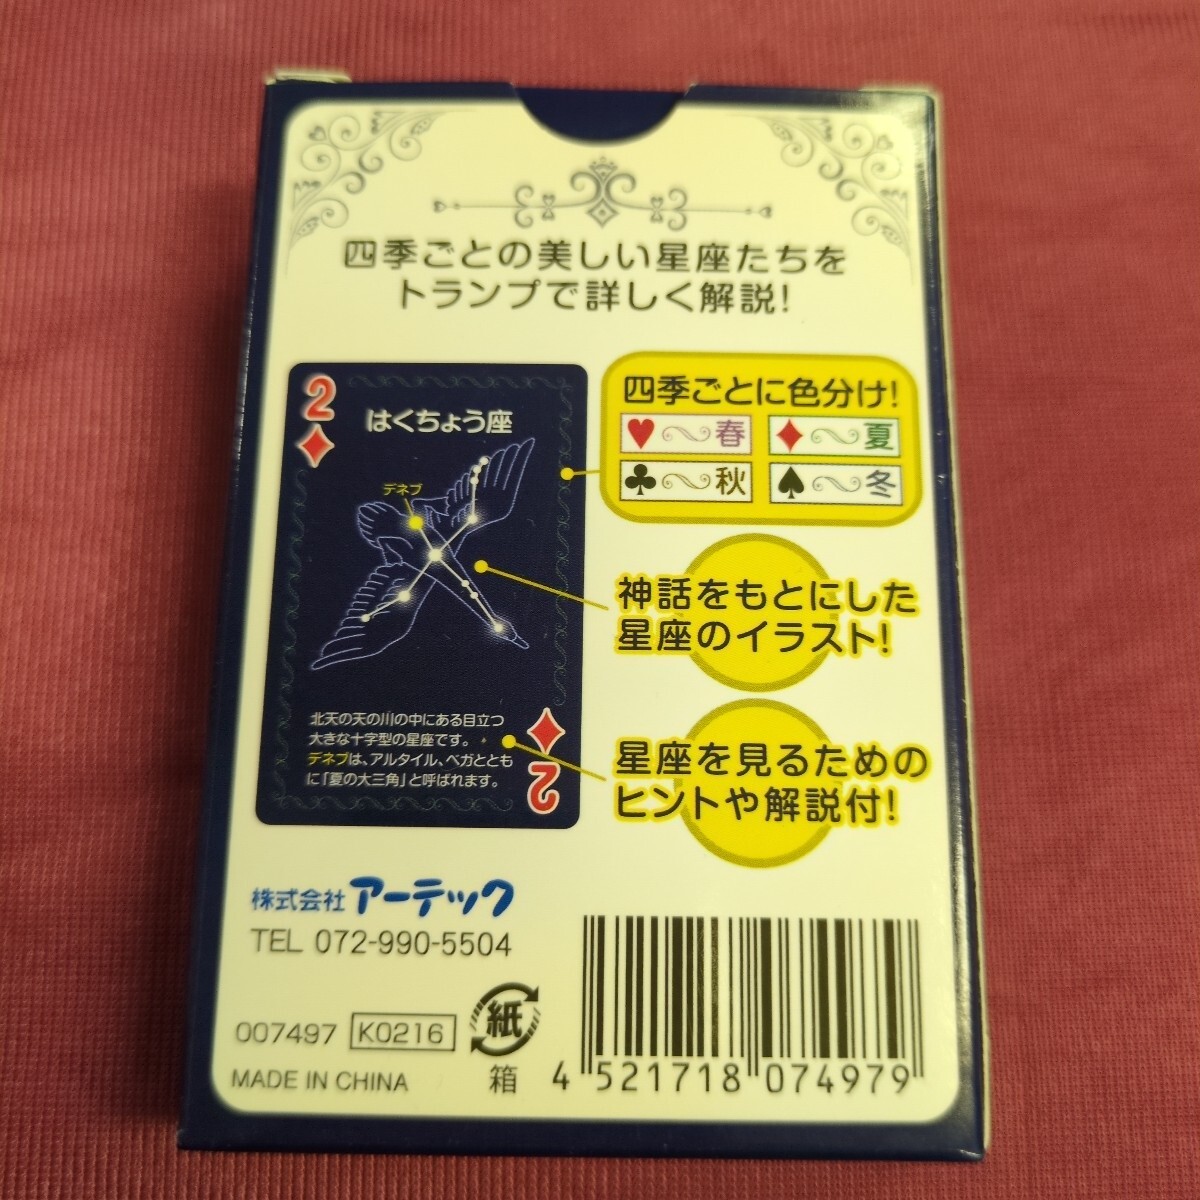 四季ごとの美しい星座たちを
トランプで詳しく解説!
2
はくちょう座
デネブ
北天の天の川の中にある目立つ
大きな十字型の星座です。
デネブは、アルタイル、ベガととも
に「夏の大三角」と呼ばれます。
2
四季ごとに色分け!
♥〜春 ♦〜夏
♣〜秋 ♠〜冬
神話をもとにした
星座のイラスト!
星座を見るための
ヒントや解説付!
株式会社アーテック
TEL 072-990-5504
007497 K0216
MADE IN CHINA
紙
箱
4 521718 074979